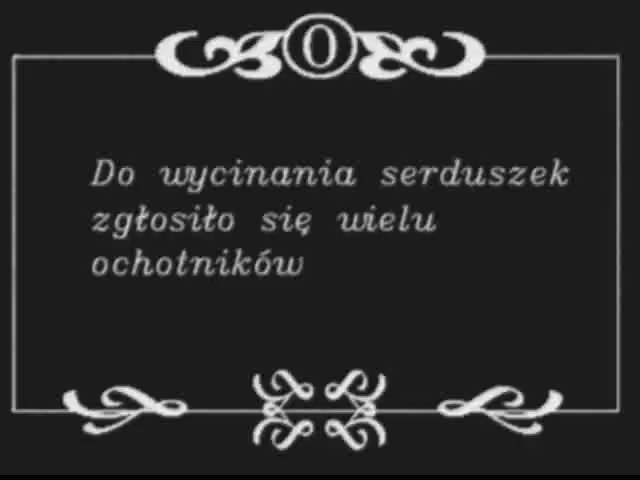 O
Do wycinania serduszek
zgłosiło się wielu
ochotników